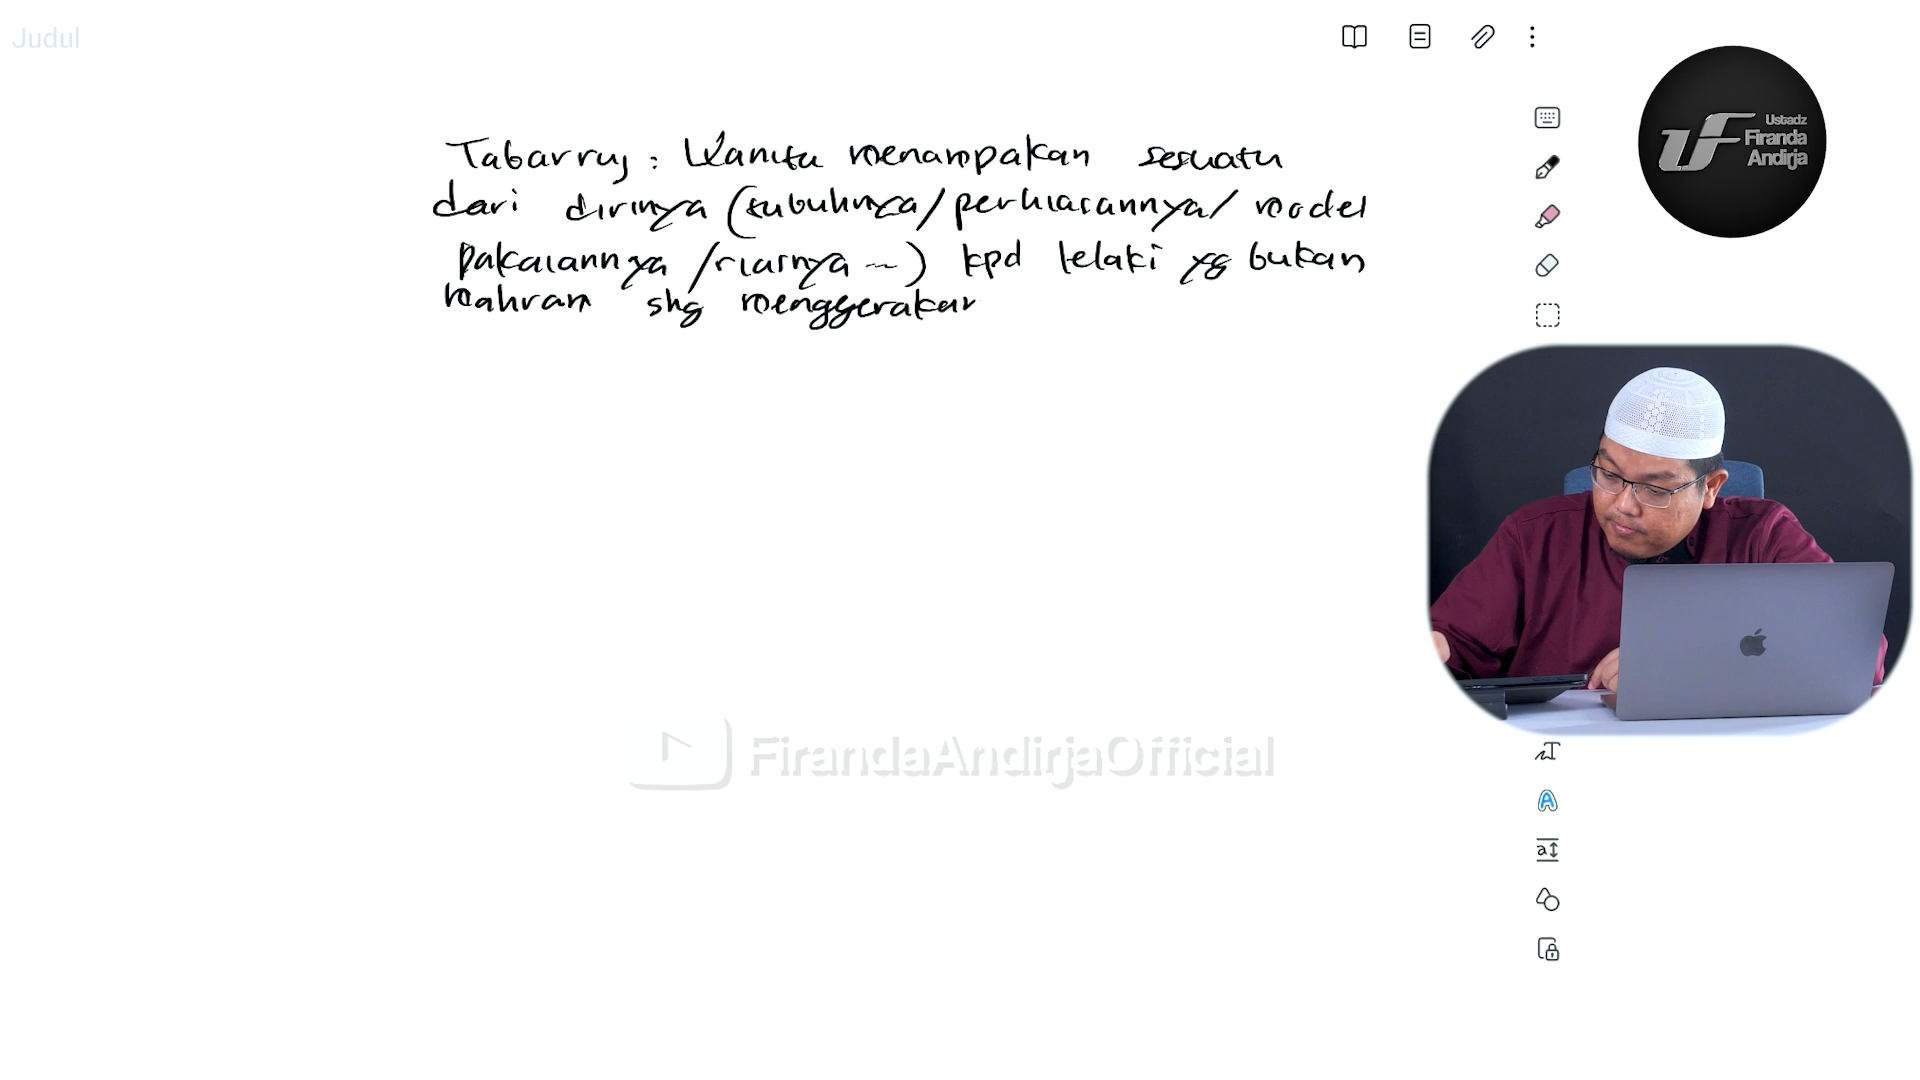 Judul
Ustadz
Firanda
Andirja
Tabarruj : Wanita menampakan sesuatu
dari dirinya (tubuhnya/perhiasannya/model
pakaiannya/riasnya ~) kpd lelaki yg bukan
mahram shg menggerakan
FirandaAndirjaOfficial